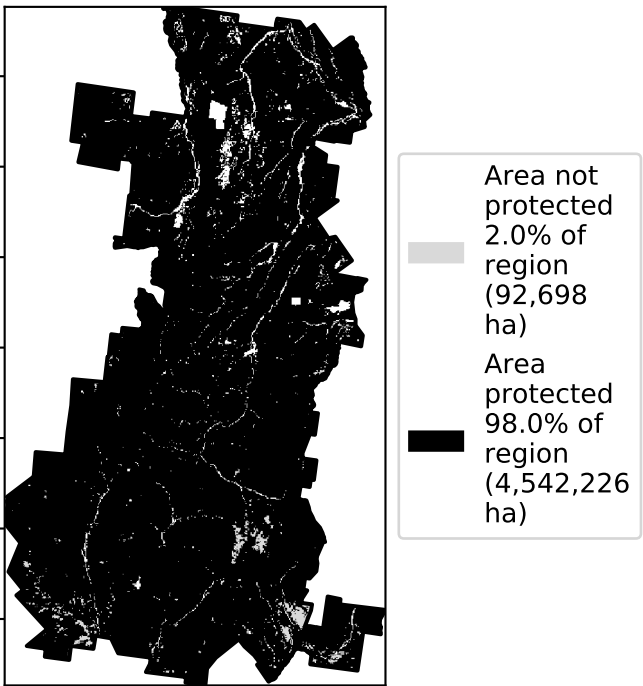 Area not
protected
2.0% of
region
(92,698
ha)
Area
protected
98.0% of
region
(4,542,226
ha)